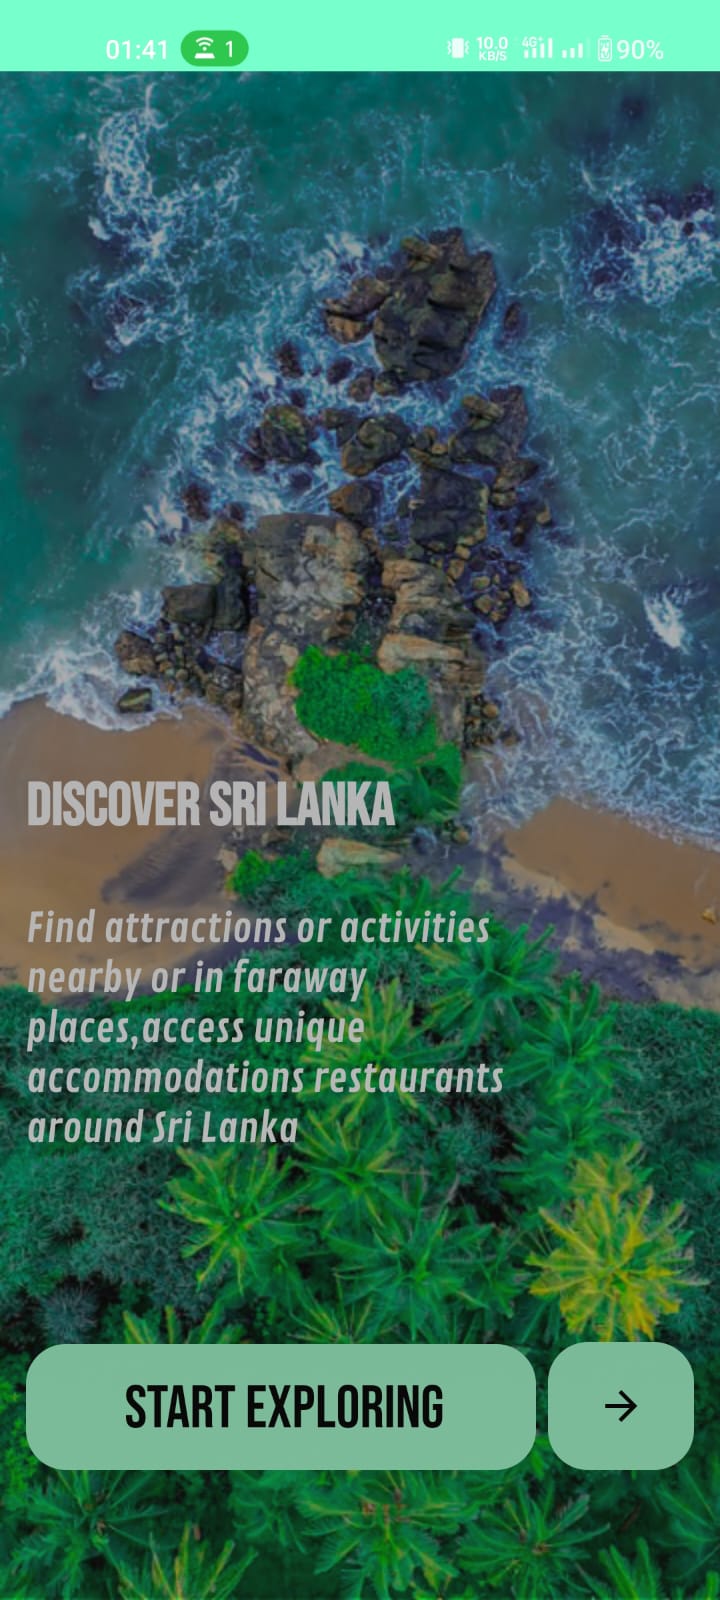 01:41 1 10.0 KB/S 4G+ 90%
DISCOVER SRI LANKA
Find attractions or activities
nearby or in faraway
places,access unique
accommodations restaurants
around Sri Lanka
START EXPLORING